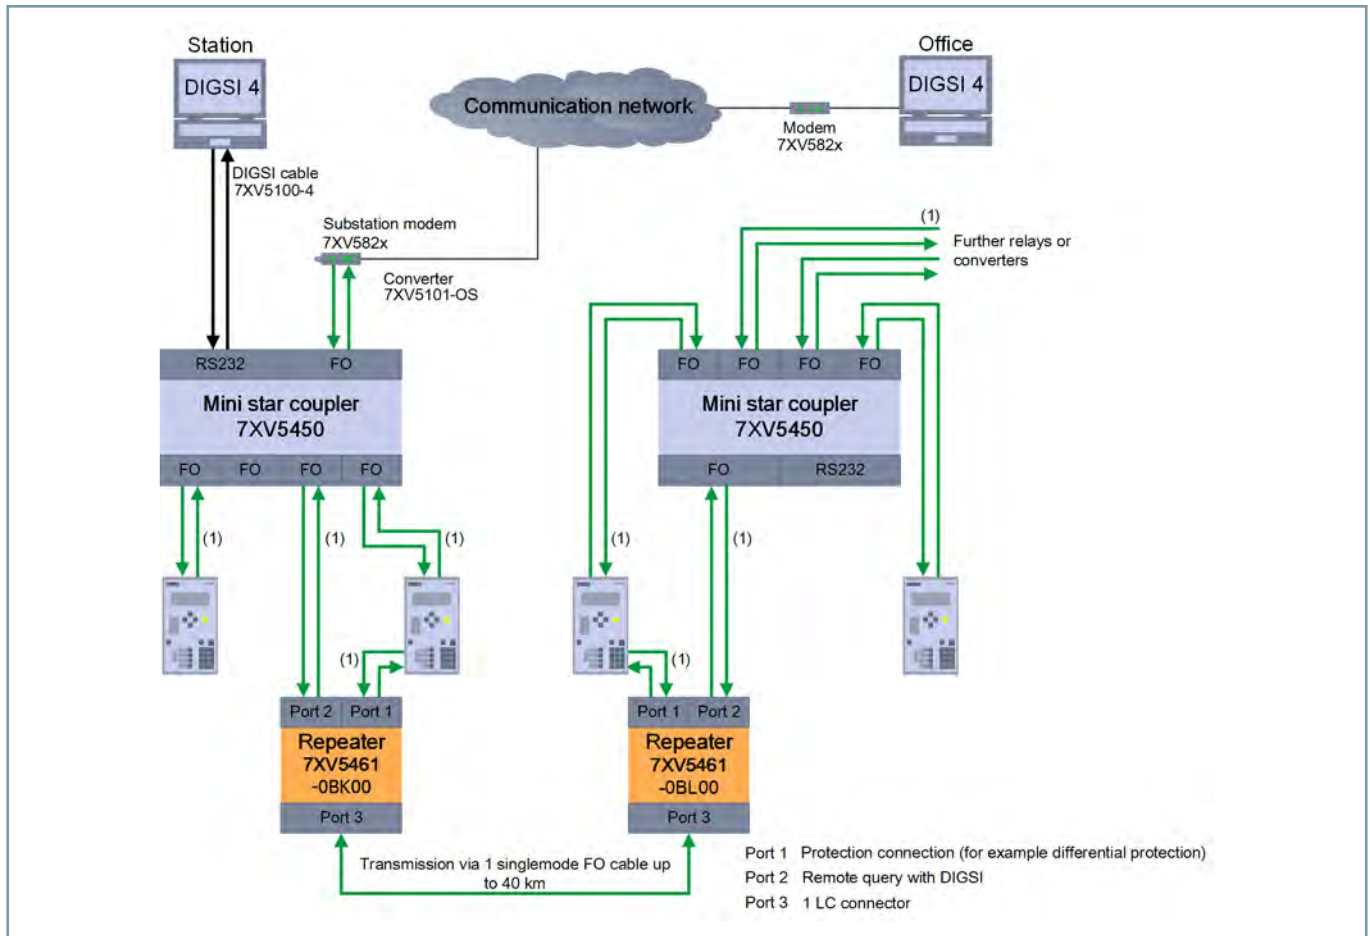 Station
DIGSI 4
Office
DIGSI 4
Communication network
Modem
7XV582x
DIGSI cable
7XV5100-4
Substation modem
7XV582x
Converter
7XV5101-OS
(1)
Further relays or
converters
RS232 FO
Mini star coupler
7XV5450
FO FO FO FO
FO FO FO FO
Mini star coupler
7XV5450
FO RS232
(1) (1) (1) (1) (1)
(1) (1)
Port 2 Port 1
Repeater
7XV5461
-0BK00
Port 3
Port 1 Port 2
Repeater
7XV5461
-0BL00
Port 3
Transmission via 1 singlemode FO cable up
to 40 km
Port 1 Protection connection (for example differential protection)
Port 2 Remote query with DIGSI
Port 3 1 LC connector